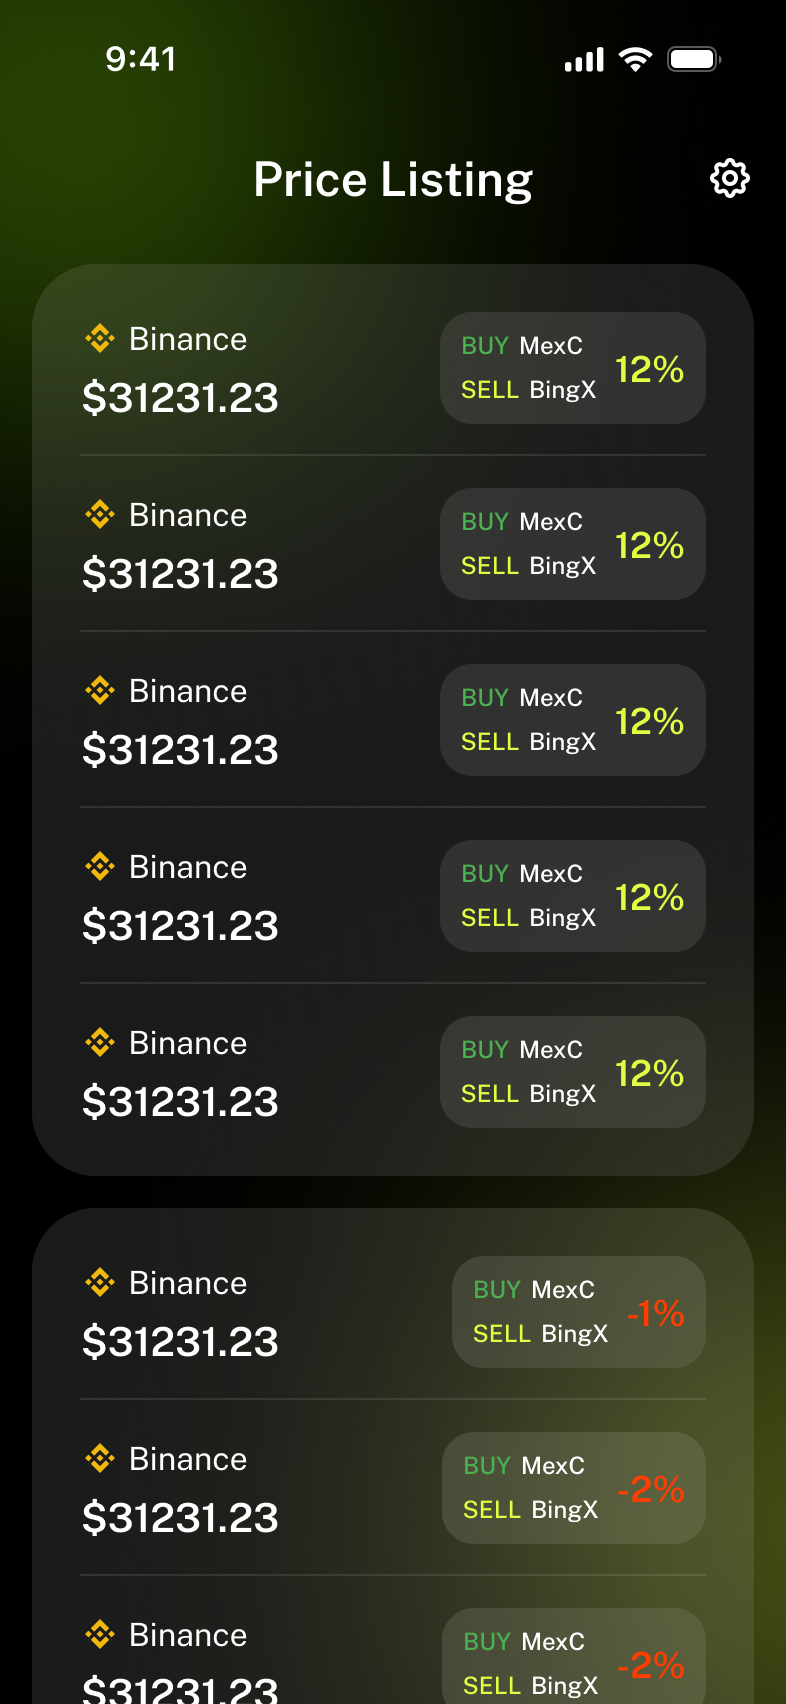 9:41
Price Listing
Binance
$31231.23
BUY MexC
SELL BingX
12%
Binance
$31231.23
BUY MexC
SELL BingX
12%
Binance
$31231.23
BUY MexC
SELL BingX
12%
Binance
$31231.23
BUY MexC
SELL BingX
12%
Binance
$31231.23
BUY MexC
SELL BingX
12%
Binance
$31231.23
BUY MexC
SELL BingX
-1%
Binance
$31231.23
BUY MexC
SELL BingX
-2%
Binance
$31231.23
BUY MexC
SELL BingX
-2%